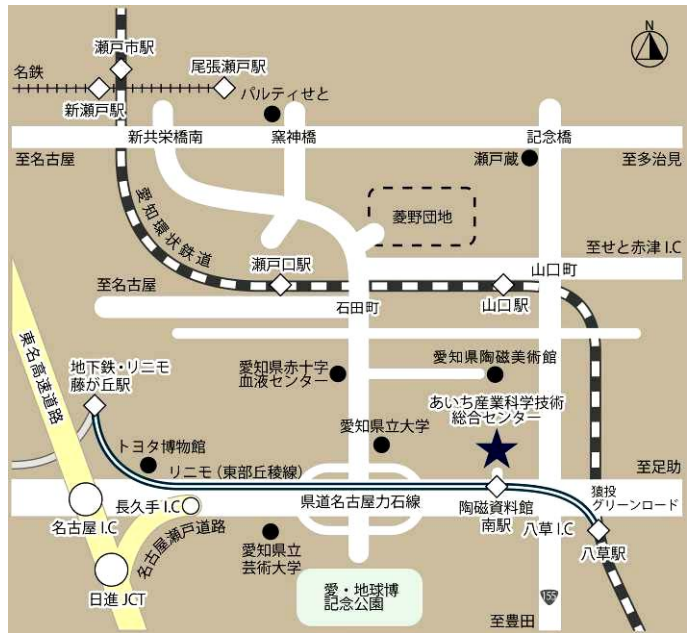 N
瀬戸市駅
名鉄
尾張瀬戸駅
新瀬戸駅
パルティせと
新共栄橋南
窯神橋
記念橋
至名古屋
瀬戸蔵
至多治見
愛知環状鉄道
菱野団地
至せと赤津I.C
瀬戸口駅
山口町
至名古屋
石田町
山口駅
東名高速道路
地下鉄・リニモ
藤が丘駅
愛知県赤十字
血液センター
愛知県陶磁美術館
あいち産業科学技術
総合センター
愛知県立大学
トヨタ博物館
リニモ(東部丘稜線)
至足助
長久手I.C
県道名古屋力石線
陶磁資料館
南駅
猿投
グリーンロード
名古屋I.C
名古屋瀬戸道路
愛知県立
芸術大学
八草I.C
八草駅
日進JCT
愛・地球博
記念公園
155
至豊田